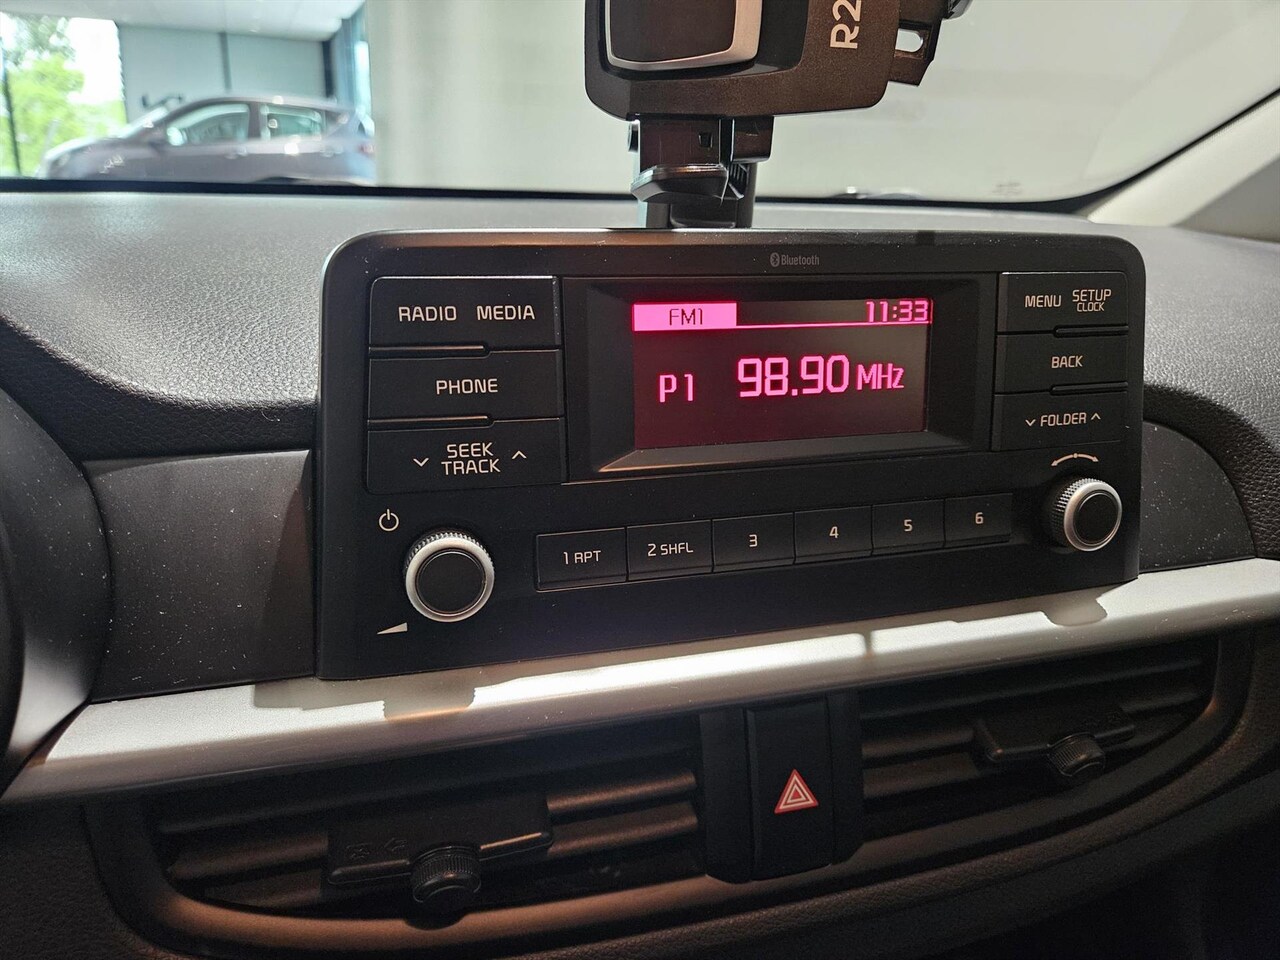 R2
Bluetooth
RADIO MEDIA
FM1 11:33
MENU SETUP
CLOCK
PHONE
P1 98.90 MHz
BACK
SEEK
TRACK
FOLDER
1 RPT 2 SHFL 3 4 5 6